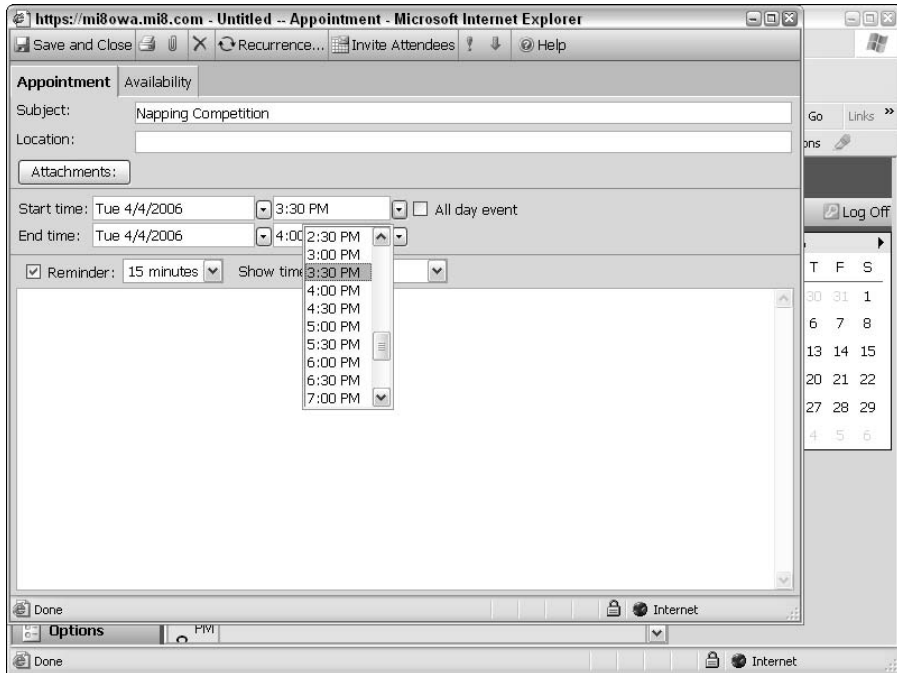 https://mi8owa.mi8.com - Untitled -- Appointment - Microsoft Internet Explorer
Save and Close Recurrence... Invite Attendees Help
Appointment Availability
Subject: Napping Competition
Location:
Attachments:
Start time: Tue 4/4/2006 3:30 PM All day event
End time: Tue 4/4/2006 4:00
2:30 PM
3:00 PM
3:30 PM
4:00 PM
4:30 PM
5:00 PM
5:30 PM
6:00 PM
6:30 PM
7:00 PM
Reminder: 15 minutes Show time
Done Internet
Go Links »
ons
Log Off
T F S
30 31 1
6 7 8
13 14 15
20 21 22
27 28 29
4 5 6
Options PM
Done Internet